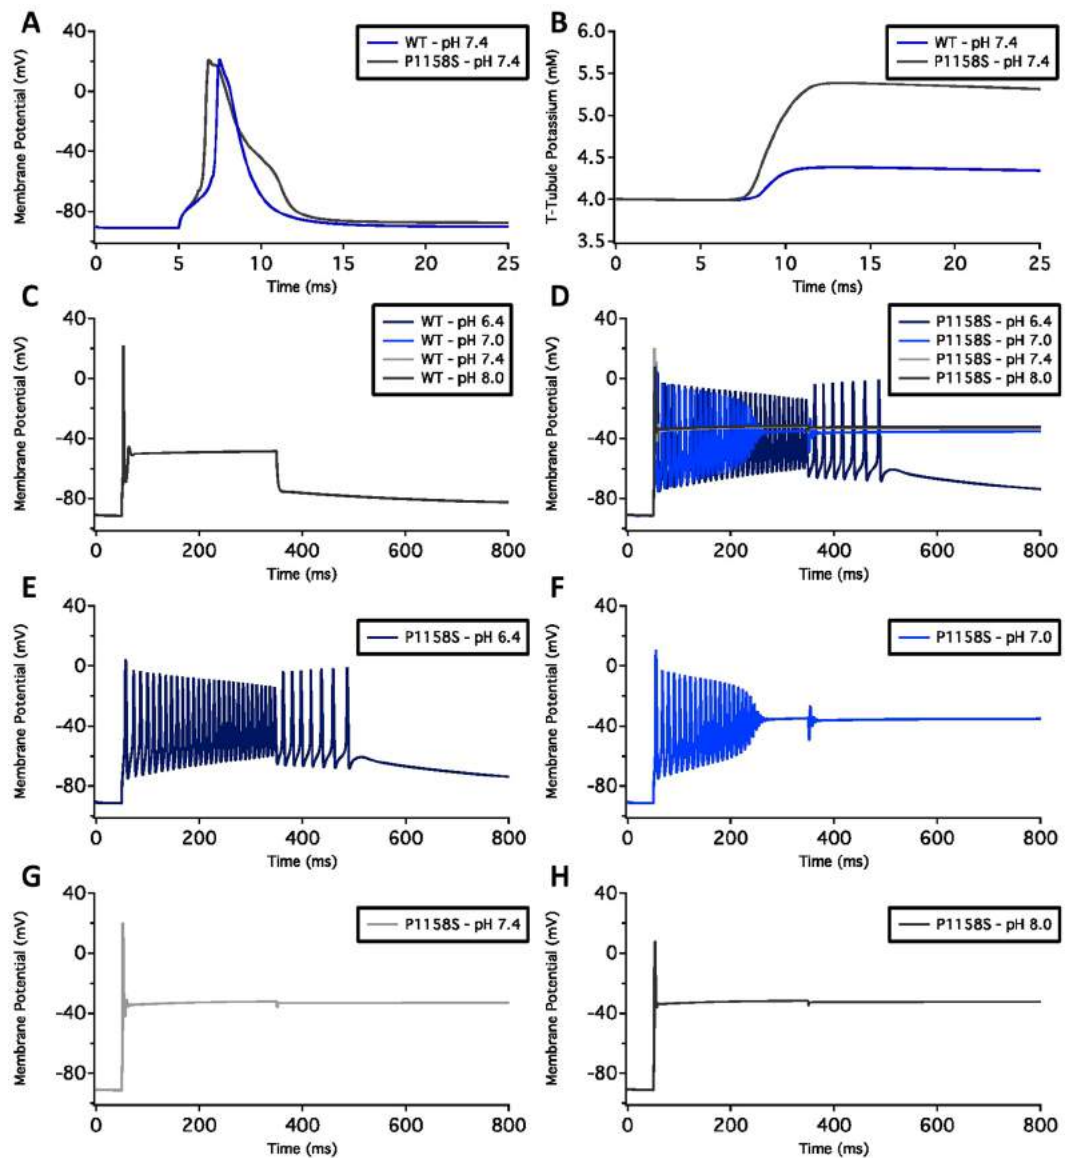 A
Membrane Potential (mV)
40
0
-40
-80
WT - pH 7.4
P1158S - pH 7.4
0 5 10 15 20 25
Time (ms)
B
T-Tubule Potassium (mM)
6.0
5.5
5.0
4.5
4.0
3.5
WT - pH 7.4
P1158S - pH 7.4
0 5 10 15 20 25
Time (ms)
C
Membrane Potential (mV)
40
0
-40
-80
WT - pH 6.4
WT - pH 7.0
WT - pH 7.4
WT - pH 8.0
0 200 400 600 800
Time (ms)
D
Membrane Potential (mV)
40
0
-40
-80
P1158S - pH 6.4
P1158S - pH 7.0
P1158S - pH 7.4
P1158S - pH 8.0
0 200 400 600 800
Time (ms)
E
Membrane Potential (mV)
40
0
-40
-80
P1158S - pH 6.4
0 200 400 600 800
Time (ms)
F
Membrane Potential (mV)
40
0
-40
-80
P1158S - pH 7.0
0 200 400 600 800
Time (ms)
G
Membrane Potential (mV)
40
0
-40
-80
P1158S - pH 7.4
0 200 400 600 800
Time (ms)
H
Membrane Potential (mV)
40
0
-40
-80
P1158S - pH 8.0
0 200 400 600 800
Time (ms)